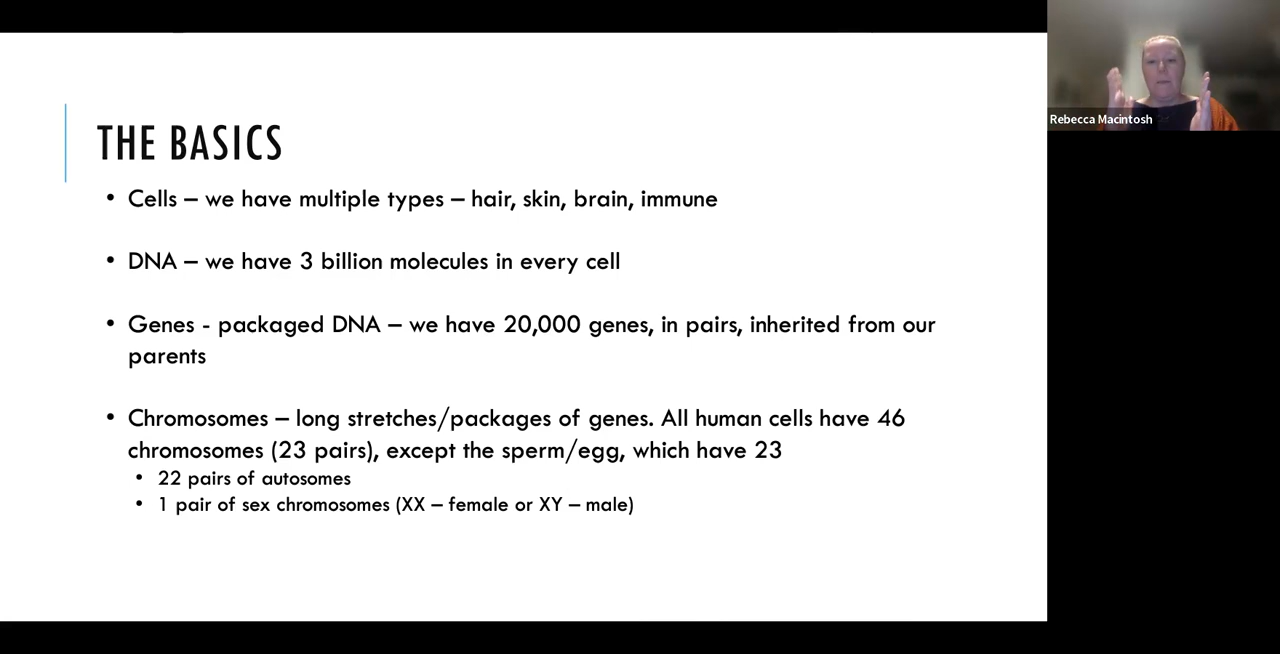 THE BASICS
• Cells – we have multiple types – hair, skin, brain, immune
• DNA – we have 3 billion molecules in every cell
• Genes - packaged DNA – we have 20,000 genes, in pairs, inherited from our
parents
• Chromosomes – long stretches/packages of genes. All human cells have 46
chromosomes (23 pairs), except the sperm/egg, which have 23
• 22 pairs of autosomes
• 1 pair of sex chromosomes (XX – female or XY – male)
Rebecca Macintosh